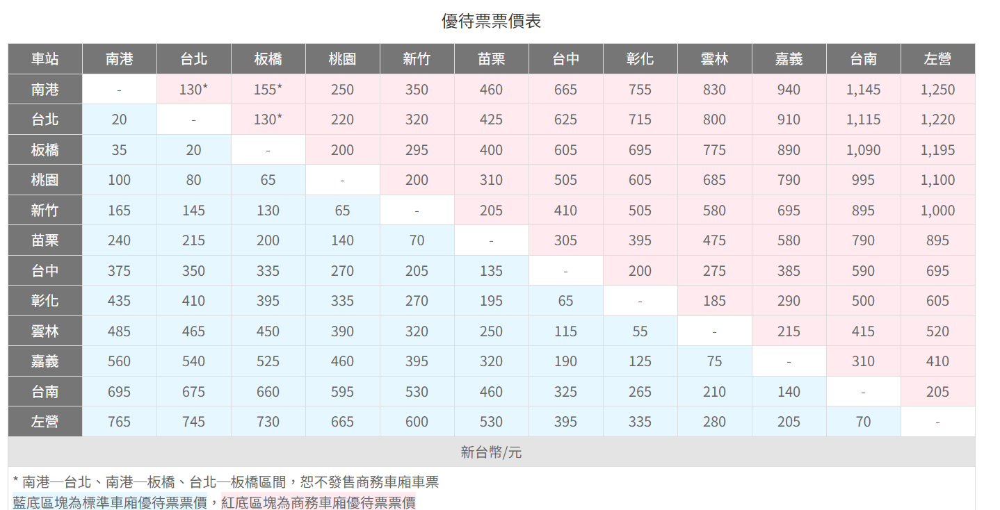 優待票票價表
車站 南港 台北 板橋 桃園 新竹 苗栗 台中 彰化 雲林 嘉義 台南 左營
南港 - 130* 155* 250 350 460 665 755 830 940 1,145 1,250
台北 20 - 130* 220 320 425 625 715 800 910 1,115 1,220
板橋 35 20 - 200 295 400 605 695 775 890 1,090 1,195
桃園 100 80 65 - 200 310 505 605 685 790 995 1,100
新竹 165 145 130 65 - 205 410 505 580 695 895 1,000
苗栗 240 215 200 140 70 - 305 395 475 580 790 895
台中 375 350 335 270 205 135 - 200 275 385 590 695
彰化 435 410 395 335 270 195 65 - 185 290 500 605
雲林 485 465 450 390 320 250 115 55 - 215 415 520
嘉義 560 540 525 460 395 320 190 125 75 - 310 410
台南 695 675 660 595 530 460 325 265 210 140 - 205
左營 765 745 730 665 600 530 395 335 280 205 70 -
新台幣/元
* 南港─台北、南港─板橋、台北─板橋區間，恕不發售商務車廂車票
藍底區塊為標準車廂優待票票價，紅底區塊為商務車廂優待票票價